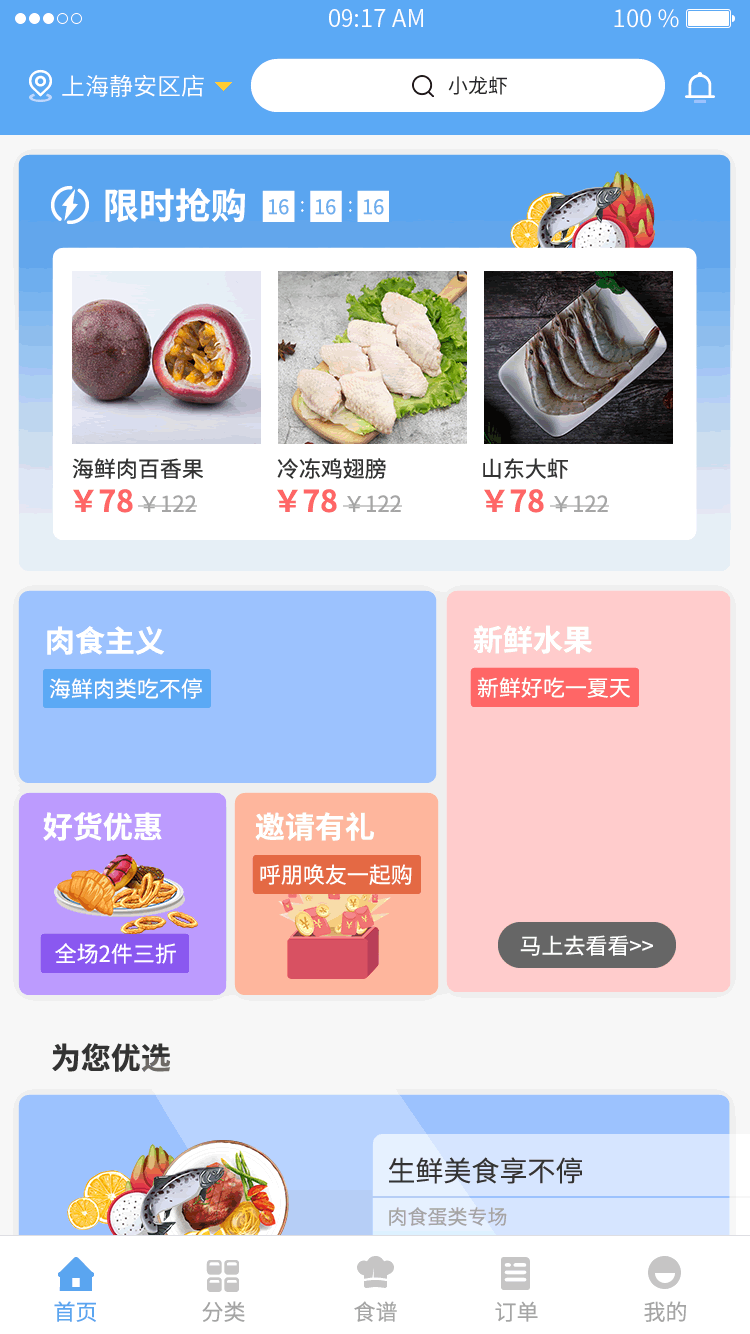 09:17 AM
100 %
上海静安区店
小龙虾
限时抢购 16 : 16 : 16
海鲜肉百香果
冷冻鸡翅膀
山东大虾
￥78 ￥122
￥78 ￥122
￥78 ￥122
肉食主义
海鲜肉类吃不停
新鲜水果
新鲜好吃一夏天
好货优惠
全场2件三折
邀请有礼
呼朋唤友一起购
马上去看看>>
为您优选
生鲜美食享不停
肉食蛋类专场
首页
分类
食谱
订单
我的